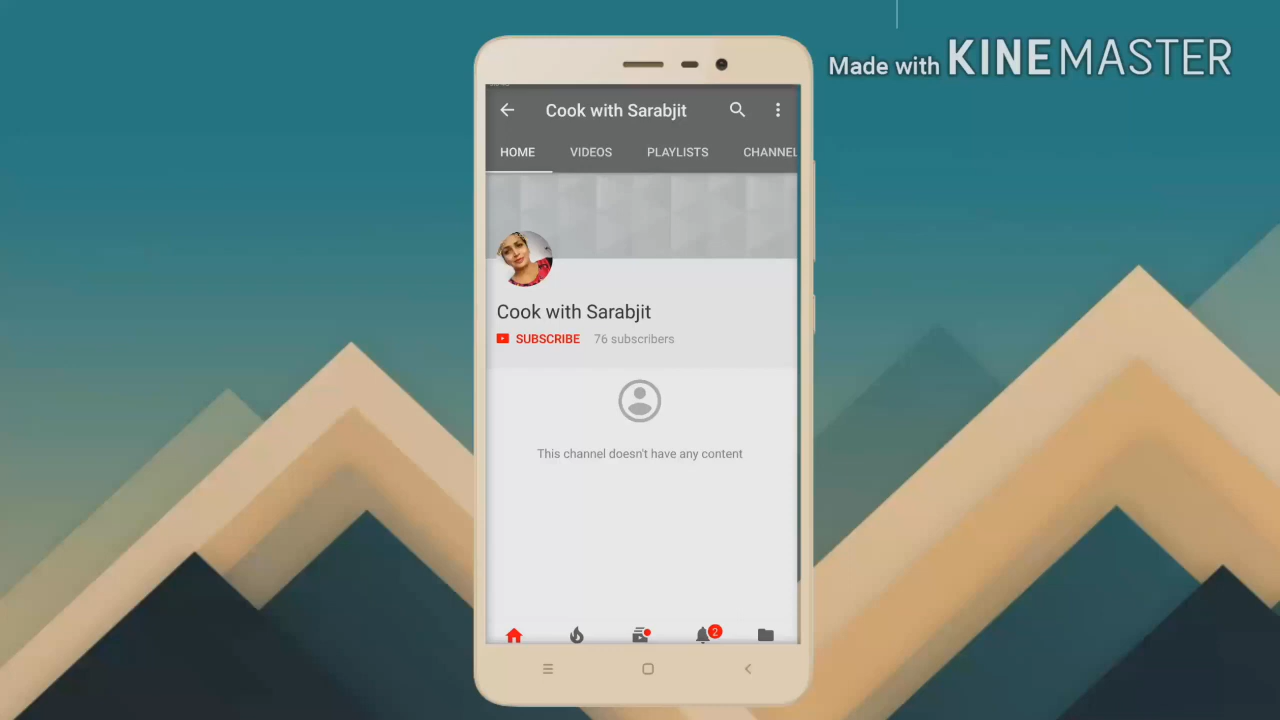 Made with KINEMASTER
Cook with Sarabjit
HOME VIDEOS PLAYLISTS CHANNEL
Cook with Sarabjit
SUBSCRIBE 76 subscribers
This channel doesn't have any content
2